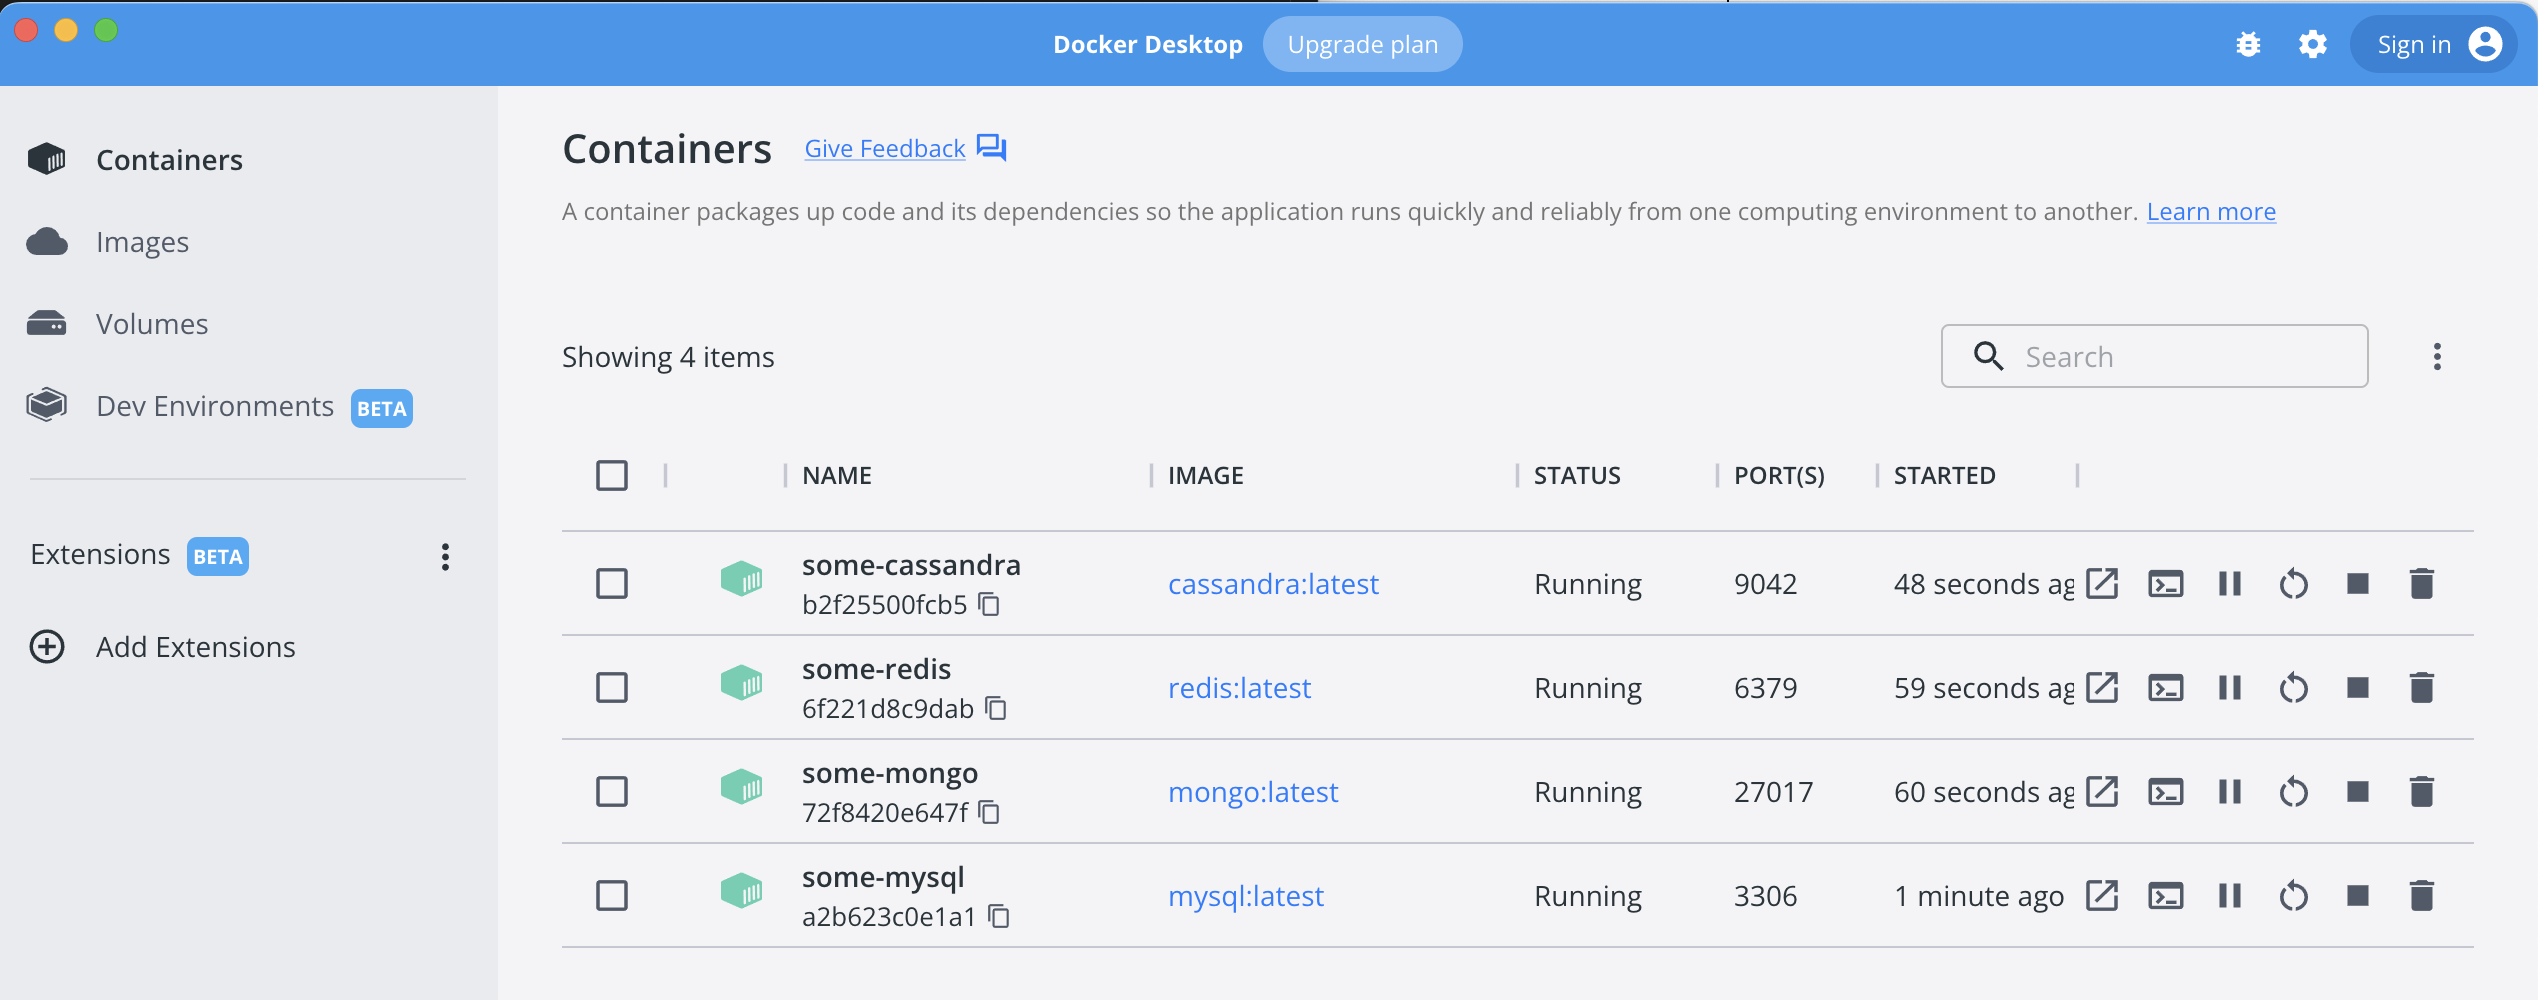 Docker Desktop Upgrade plan Sign in
Containers
Images
Volumes
Dev Environments BETA
Extensions BETA
Add Extensions
Containers Give Feedback
A container packages up code and its dependencies so the application runs quickly and reliably from one computing environment to another. Learn more
Showing 4 items Search
NAME IMAGE STATUS PORT(S) STARTED
some-cassandra
b2f25500fcb5 cassandra:latest Running 9042 48 seconds ag
some-redis
6f221d8c9dab redis:latest Running 6379 59 seconds ag
some-mongo
72f8420e647f mongo:latest Running 27017 60 seconds ag
some-mysql
a2b623c0e1a1 mysql:latest Running 3306 1 minute ago